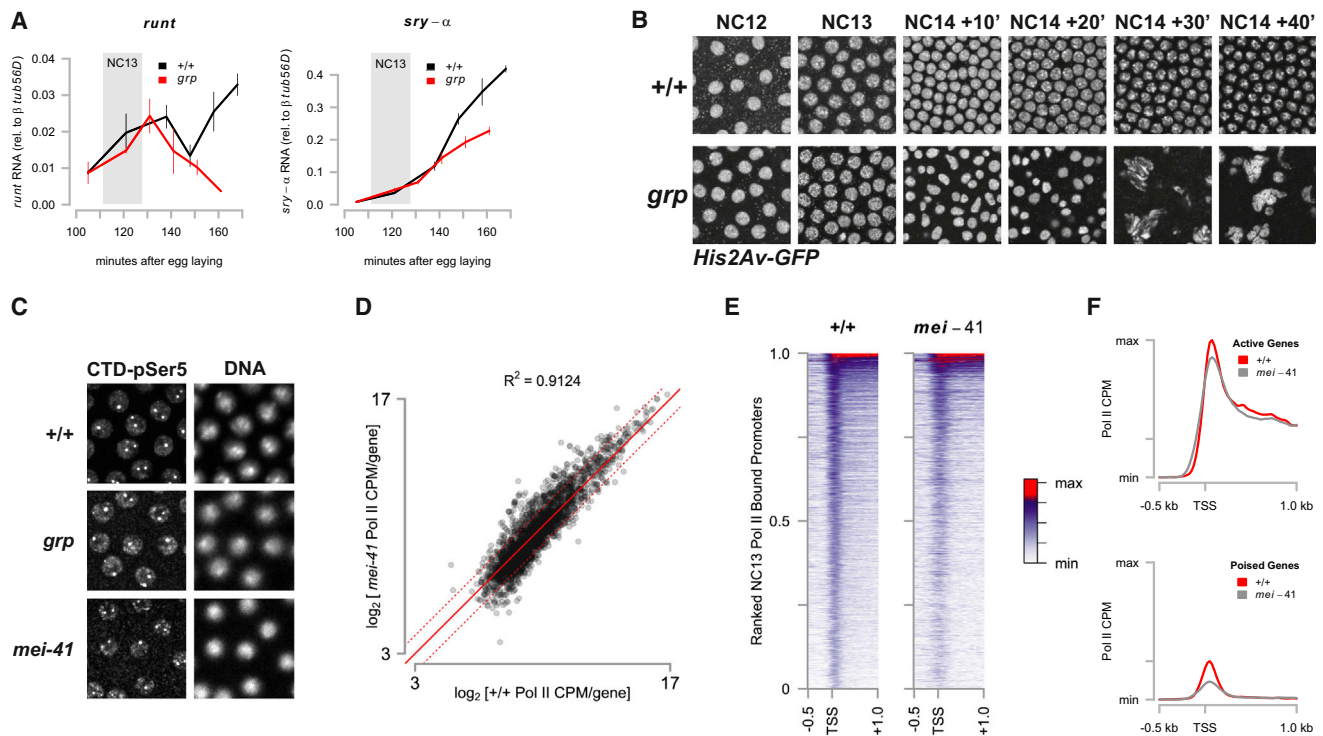 A
runt
runt RNA (rel. to β tubb56D)
0.04
0.03
0.02
0.01
0.00
NC13
+/+
grp
100 120 140 160
minutes after egg laying
sry – α
sry – α RNA (rel. to β tubb56D)
0.4
0.3
0.2
0.1
0.0
NC13
+/+
grp
100 120 140 160
minutes after egg laying
B
NC12 NC13 NC14 +10' NC14 +20' NC14 +30' NC14 +40'
+/+
grp
His2Av-GFP
C
CTD-pSer5 DNA
+/+
grp
mei-41
D
R² = 0.9124
17
log₂ [ mei-41 Pol II CPM/gene]
3
3 17
log₂ [+/+ Pol II CPM/gene]
E
+/+ mei – 41
Ranked NC13 Pol II Bound Promoters
1.0
0.5
0
-0.5 TSS +1.0
-0.5 TSS +1.0
max
min
F
Active Genes
+/+
mei – 41
max
Pol II CPM
min
-0.5 kb TSS 1.0 kb
Poised Genes
+/+
mei – 41
max
Pol II CPM
min
-0.5 kb TSS 1.0 kb